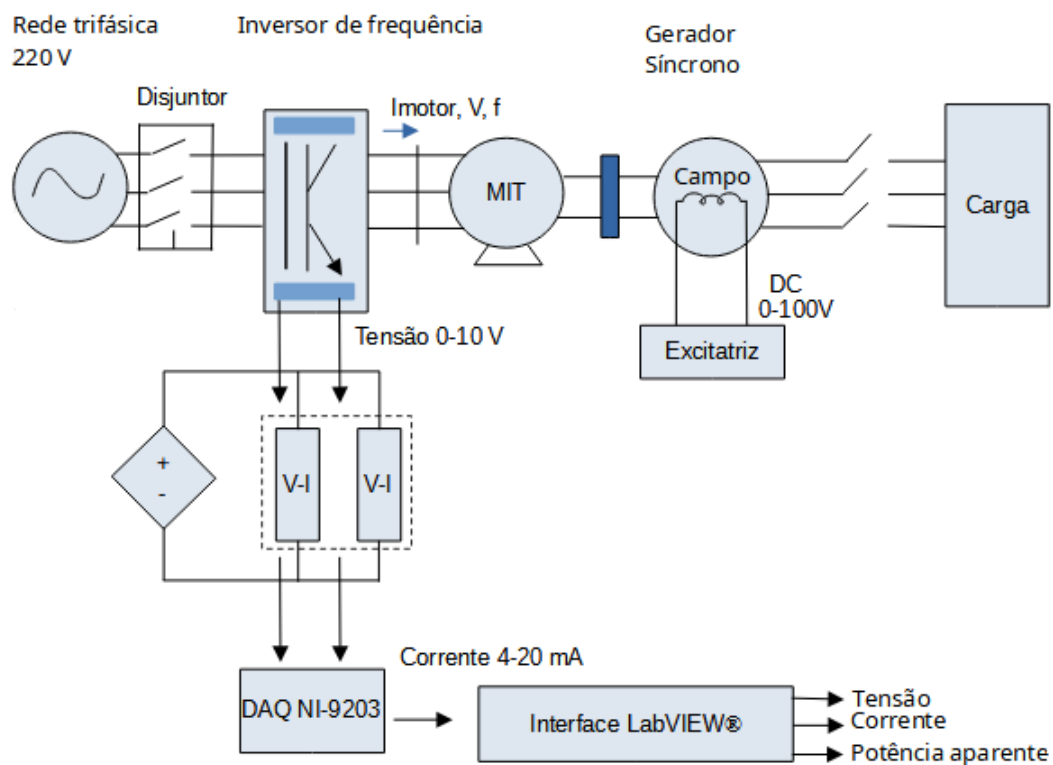 Rede trifásica
220 V
Inversor de frequência
Gerador
Síncrono
Disjuntor
Imotor, V, f
MIT
Campo
Carga
DC
0-100V
Excitatriz
Tensão 0-10 V
+
-
V-I
V-I
Corrente 4-20 mA
DAQ NI-9203
Interface LabVIEW®
Tensão
Corrente
Potência aparente